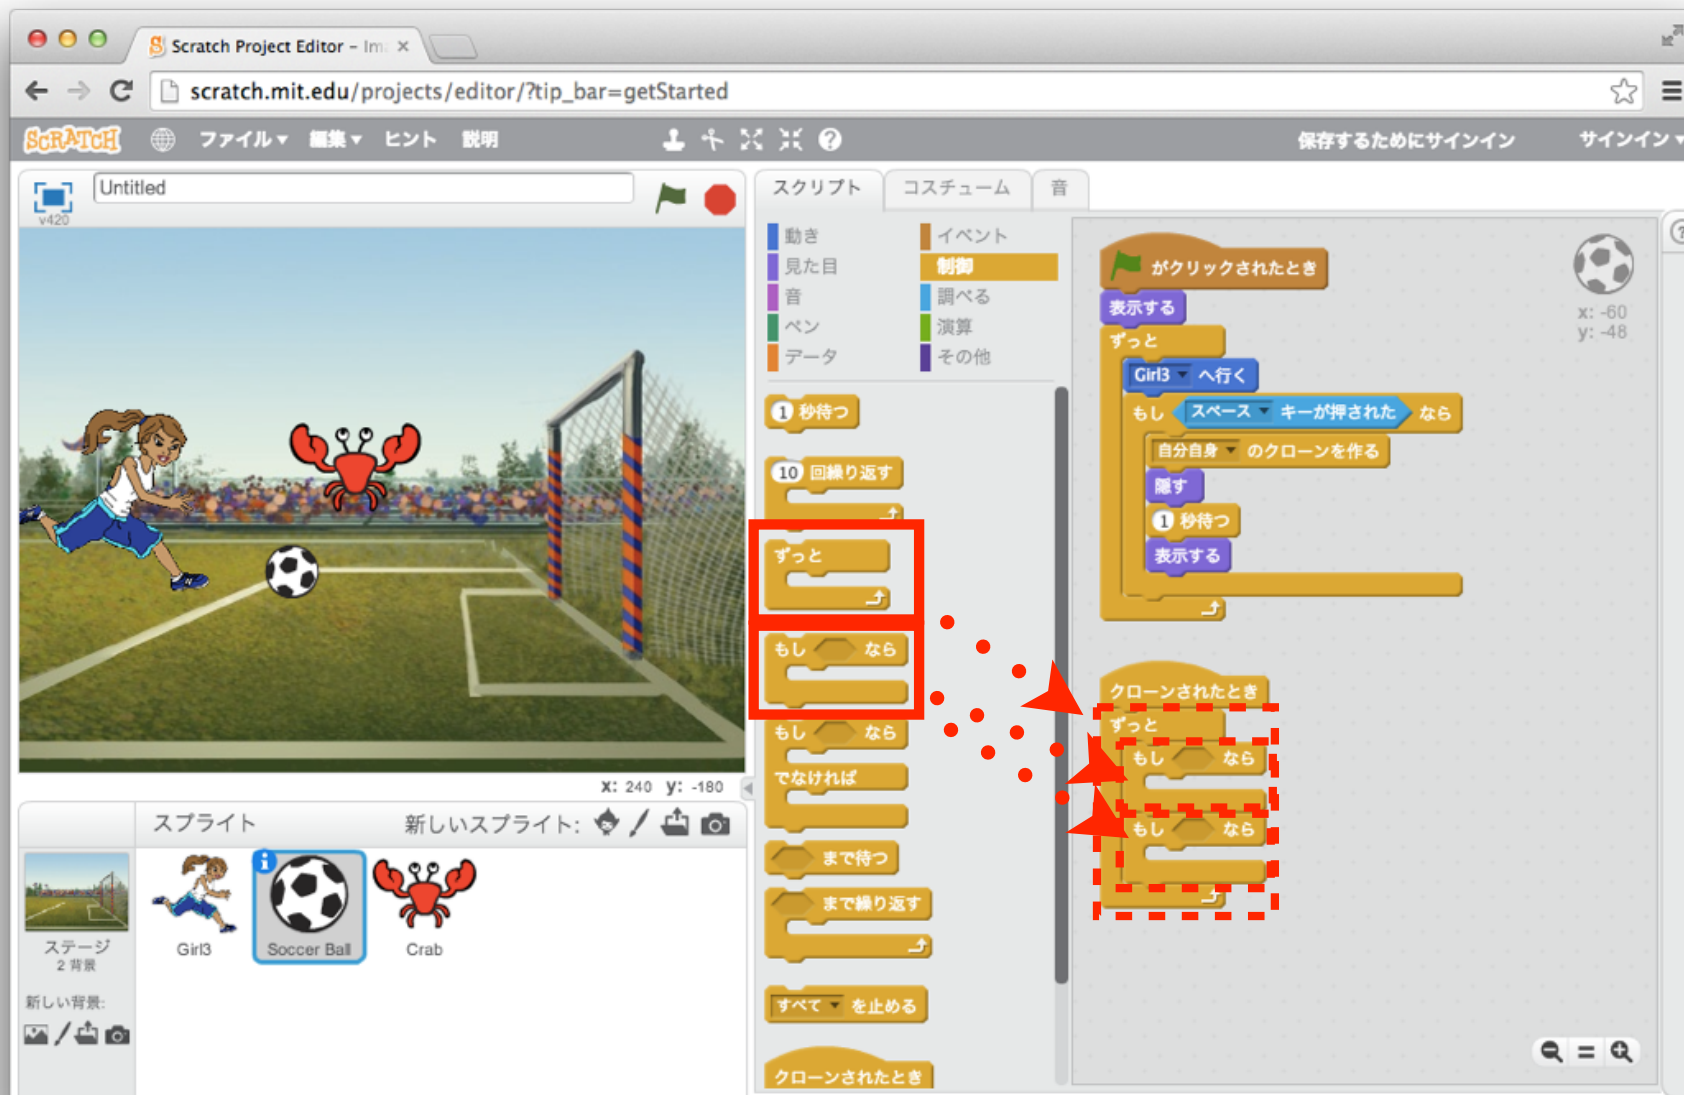 Scratch Project Editor – Im
scratch.mit.edu/projects/editor/?tip_bar=getStarted
SCRATCH ファイル 編集 ヒント 説明 保存するためにサインイン サインイン
v420
Untitled
スクリプト コスチューム 音
動き イベント
見た目 制御
音 調べる
ペン 演算
データ その他
1 秒待つ
10 回繰り返す
ずっと
もし なら
もし なら
でなければ
まで待つ
まで繰り返す
すべて を止める
クローンされたとき
がクリックされたとき
表示する
ずっと
Girl3 へ行く
もし スペース キーが押された なら
自分自身 のクローンを作る
隠す
1 秒待つ
表示する
クローンされたとき
ずっと
もし なら
もし なら
x: -60
y: -48
x: 240 y: -180
スプライト 新しいスプライト:
ステージ
2 背景
新しい背景:
Girl3
Soccer Ball
Crab